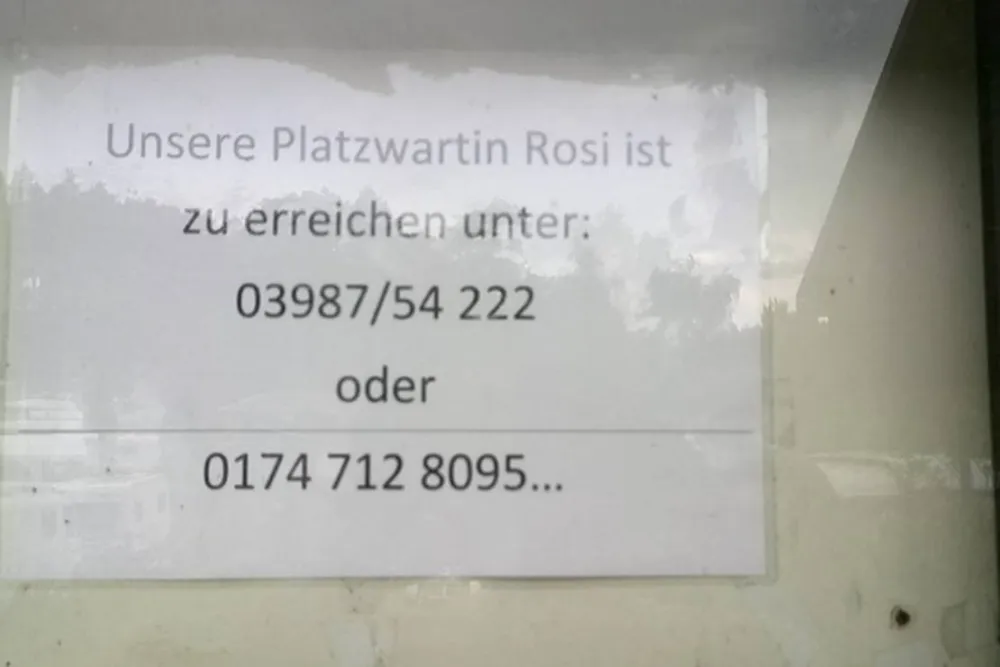 Unsere Platzwartin Rosi ist
zu erreichen unter:
03987/54 222
oder
0174 712 8095...